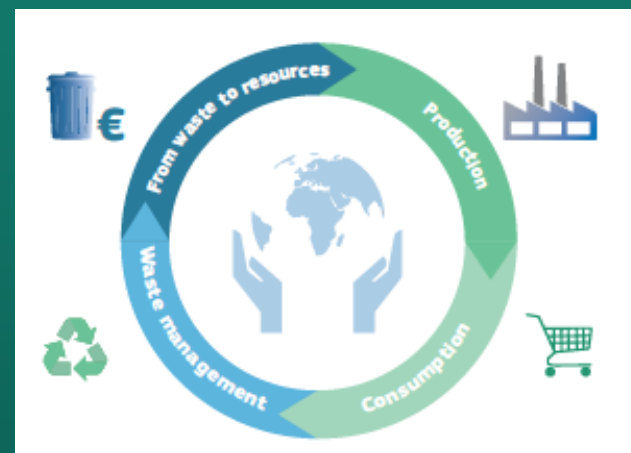 From waste to resources
Production
€
Waste management
Consumption